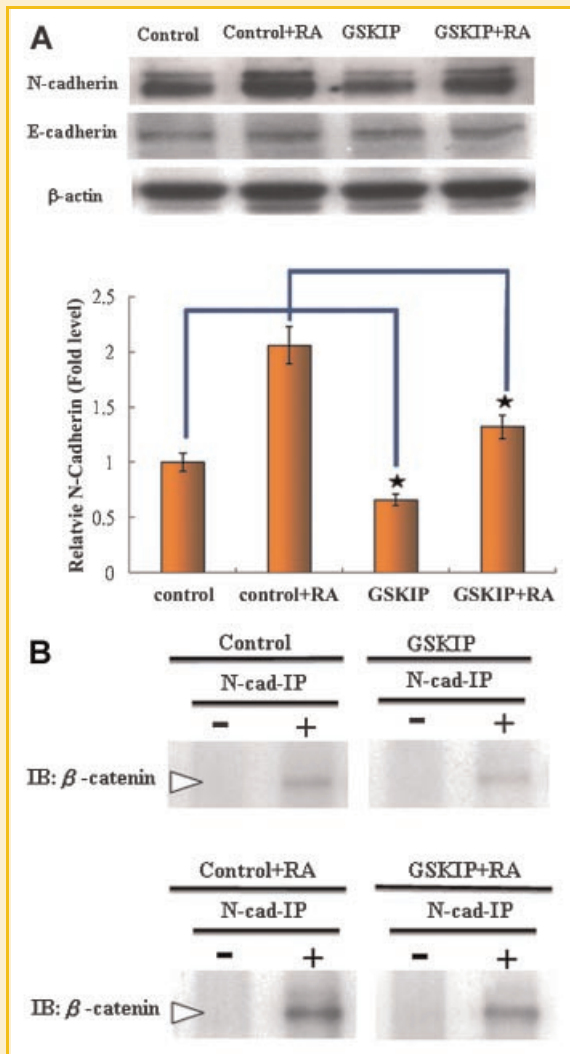 A
Control Control+RA GSKIP GSKIP+RA
N-cadherin
E-cadherin
β-actin
Relatvie N-Cadherin (Fold level)
2.5
2
1.5
1
0.5
0
★
★
control control+RA GSKIP GSKIP+RA
B
Control GSKIP
N-cad-IP N-cad-IP
- + - +
IB: β-catenin
Control+RA GSKIP+RA
N-cad-IP N-cad-IP
- + - +
IB: β-catenin